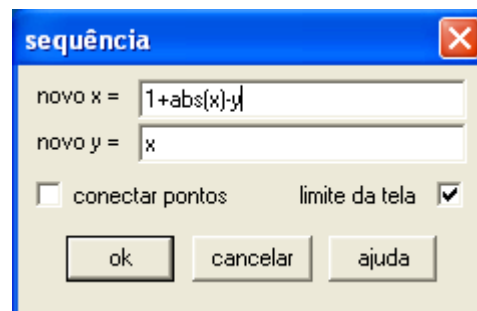 sequência
novo x = 1+abs(x)-y
novo y = x
conectar pontos limite da tela
ok cancelar ajuda